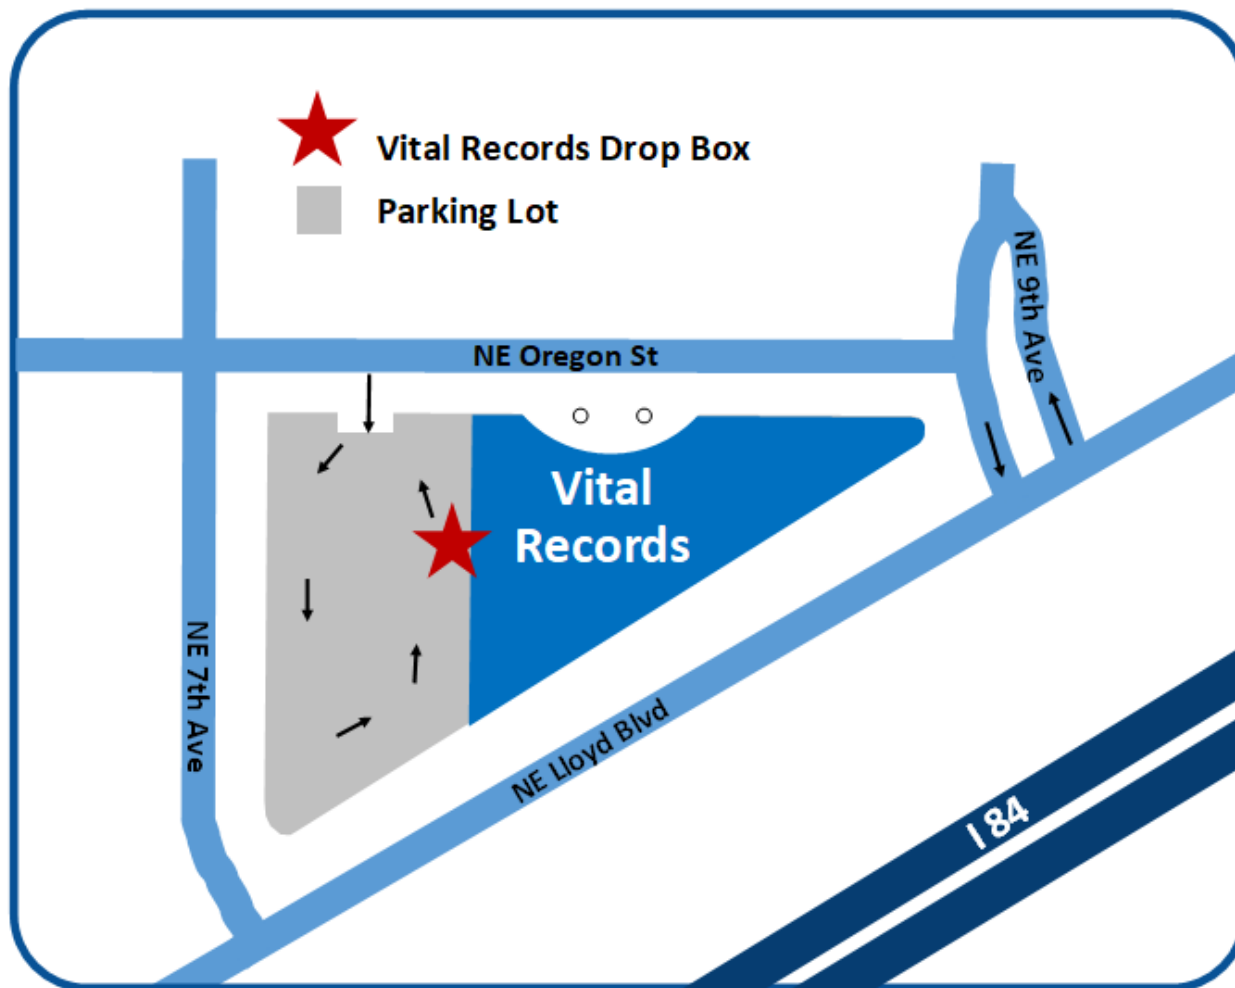 Vital Records Drop Box
Parking Lot
NE 9th Ave
NE Oregon St
Vital
Records
NE 7th Ave
NE Lloyd Blvd
I 84